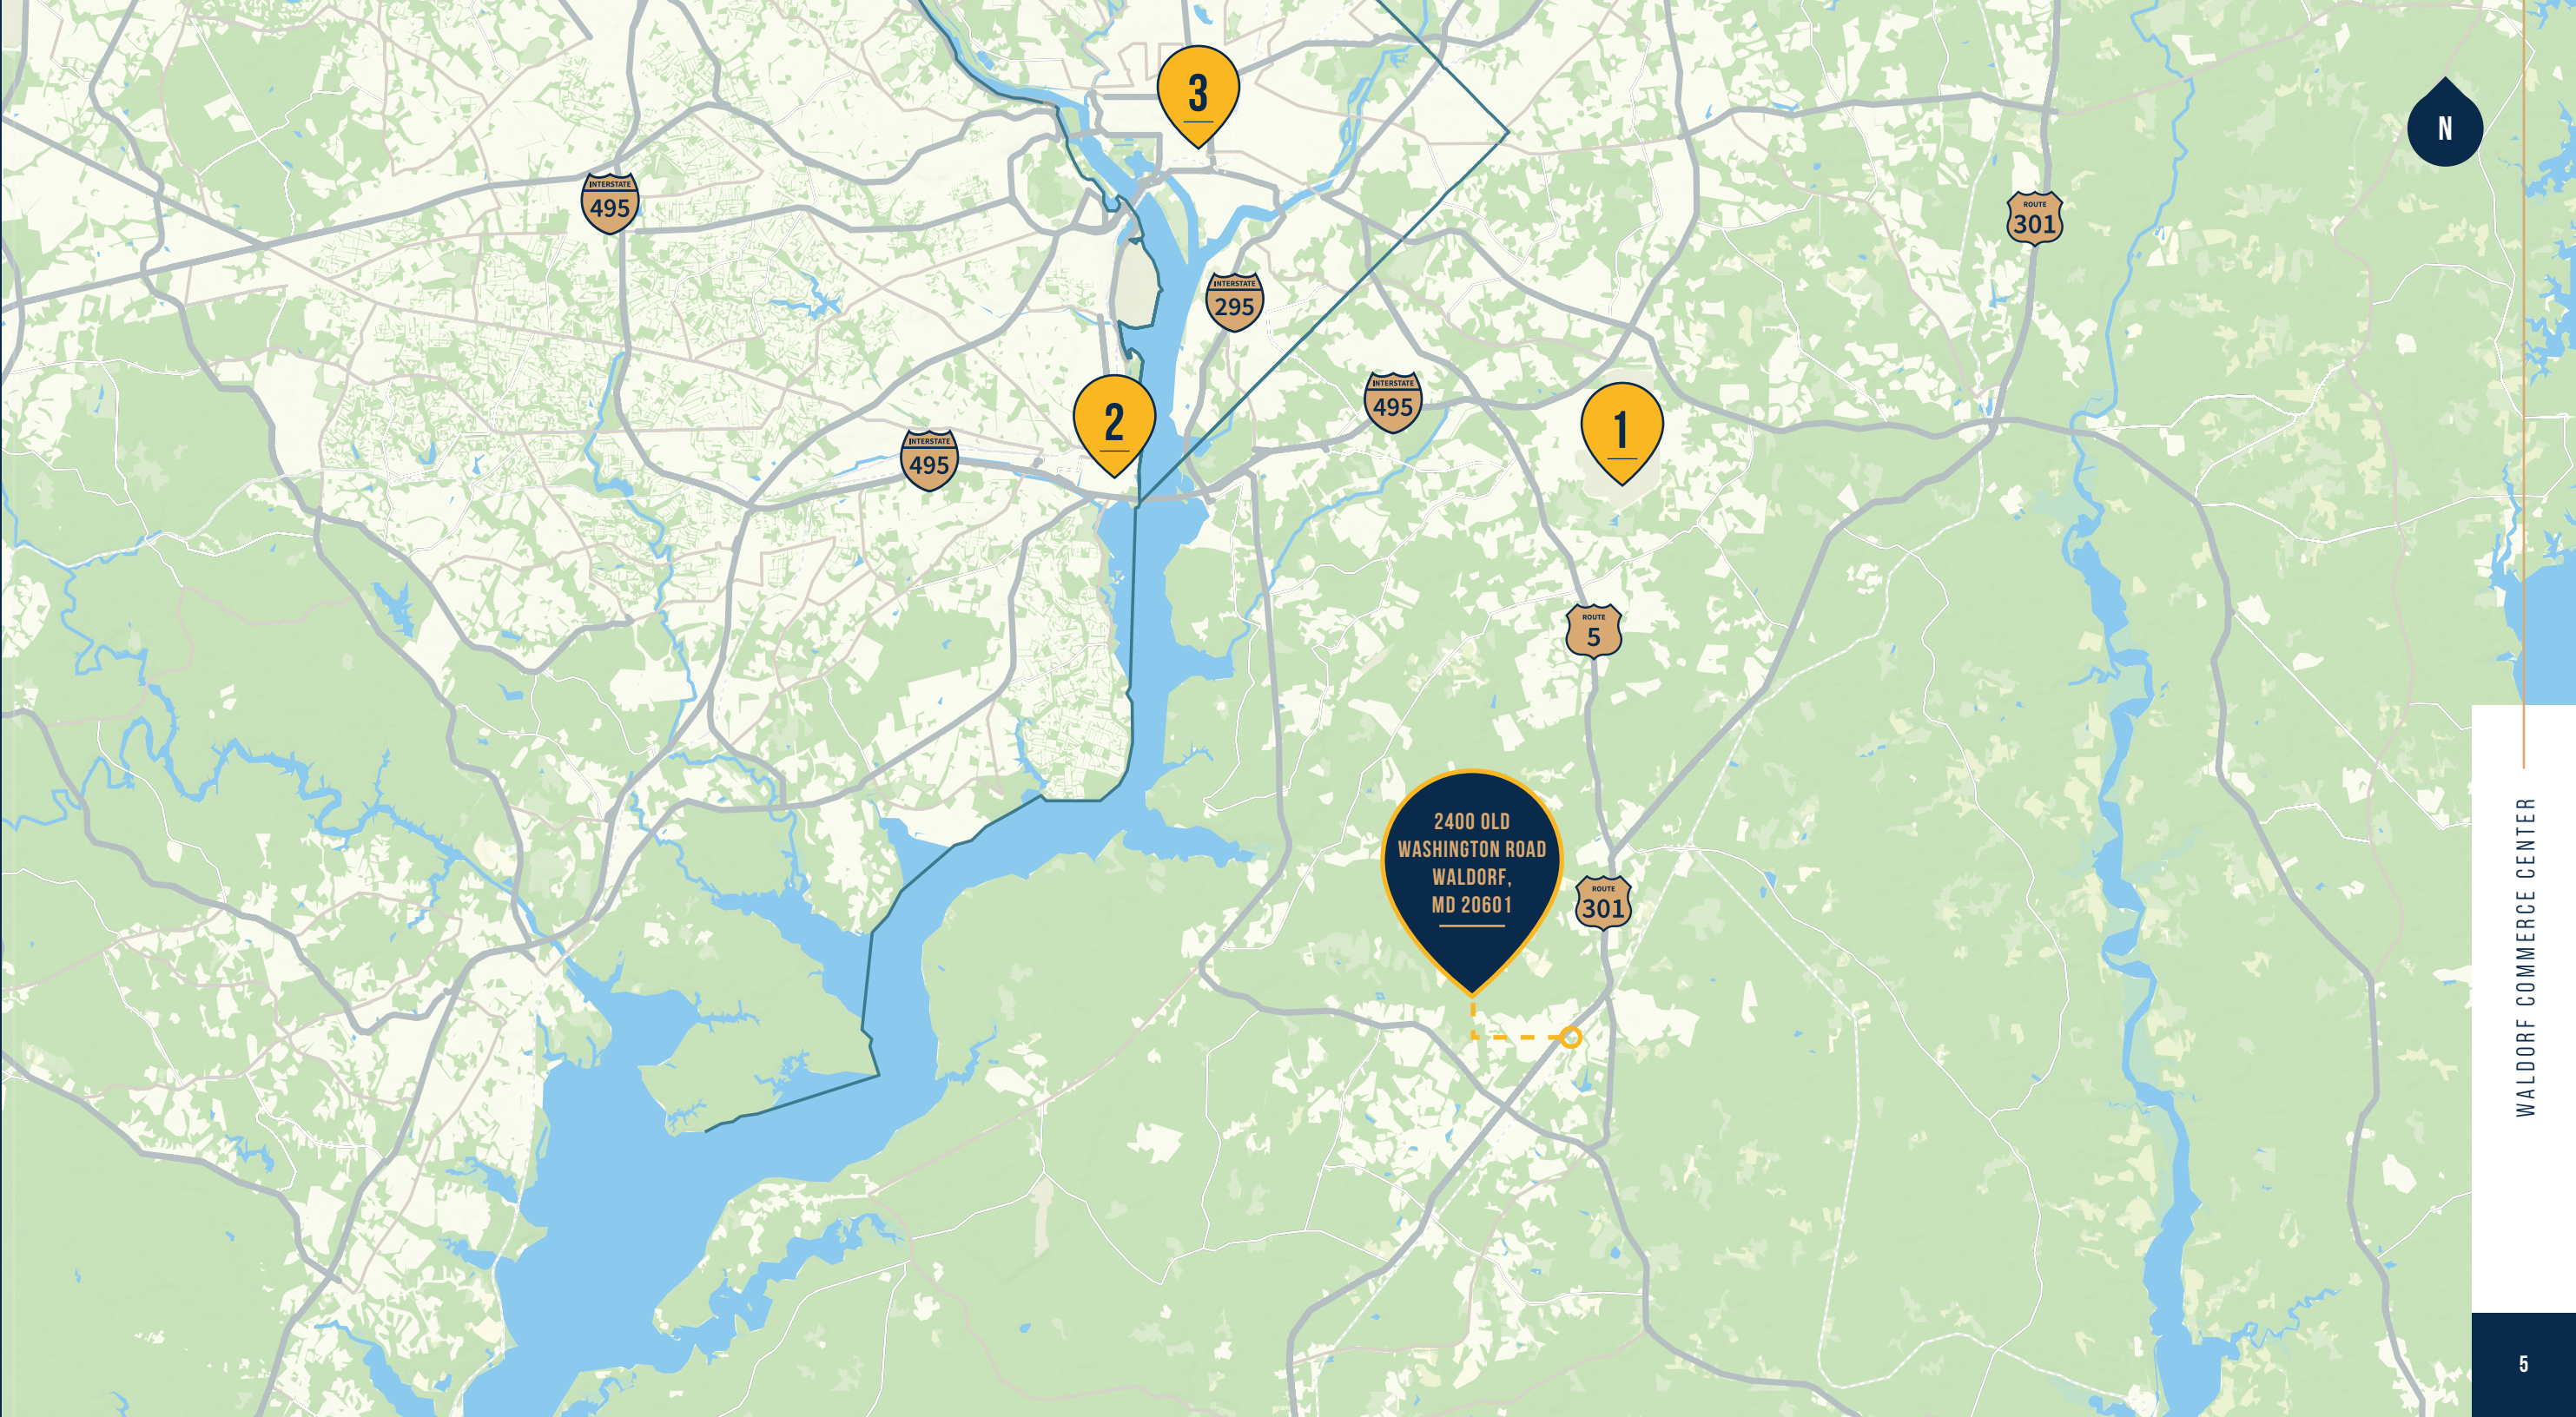 3
N
INTERSTATE
495
ROUTE
301
INTERSTATE
295
INTERSTATE
495
2
1
INTERSTATE
495
ROUTE
5
2400 OLD
WASHINGTON ROAD
WALDORF,
MD 20601
ROUTE
301
WALDORF COMMERCE CENTER
5